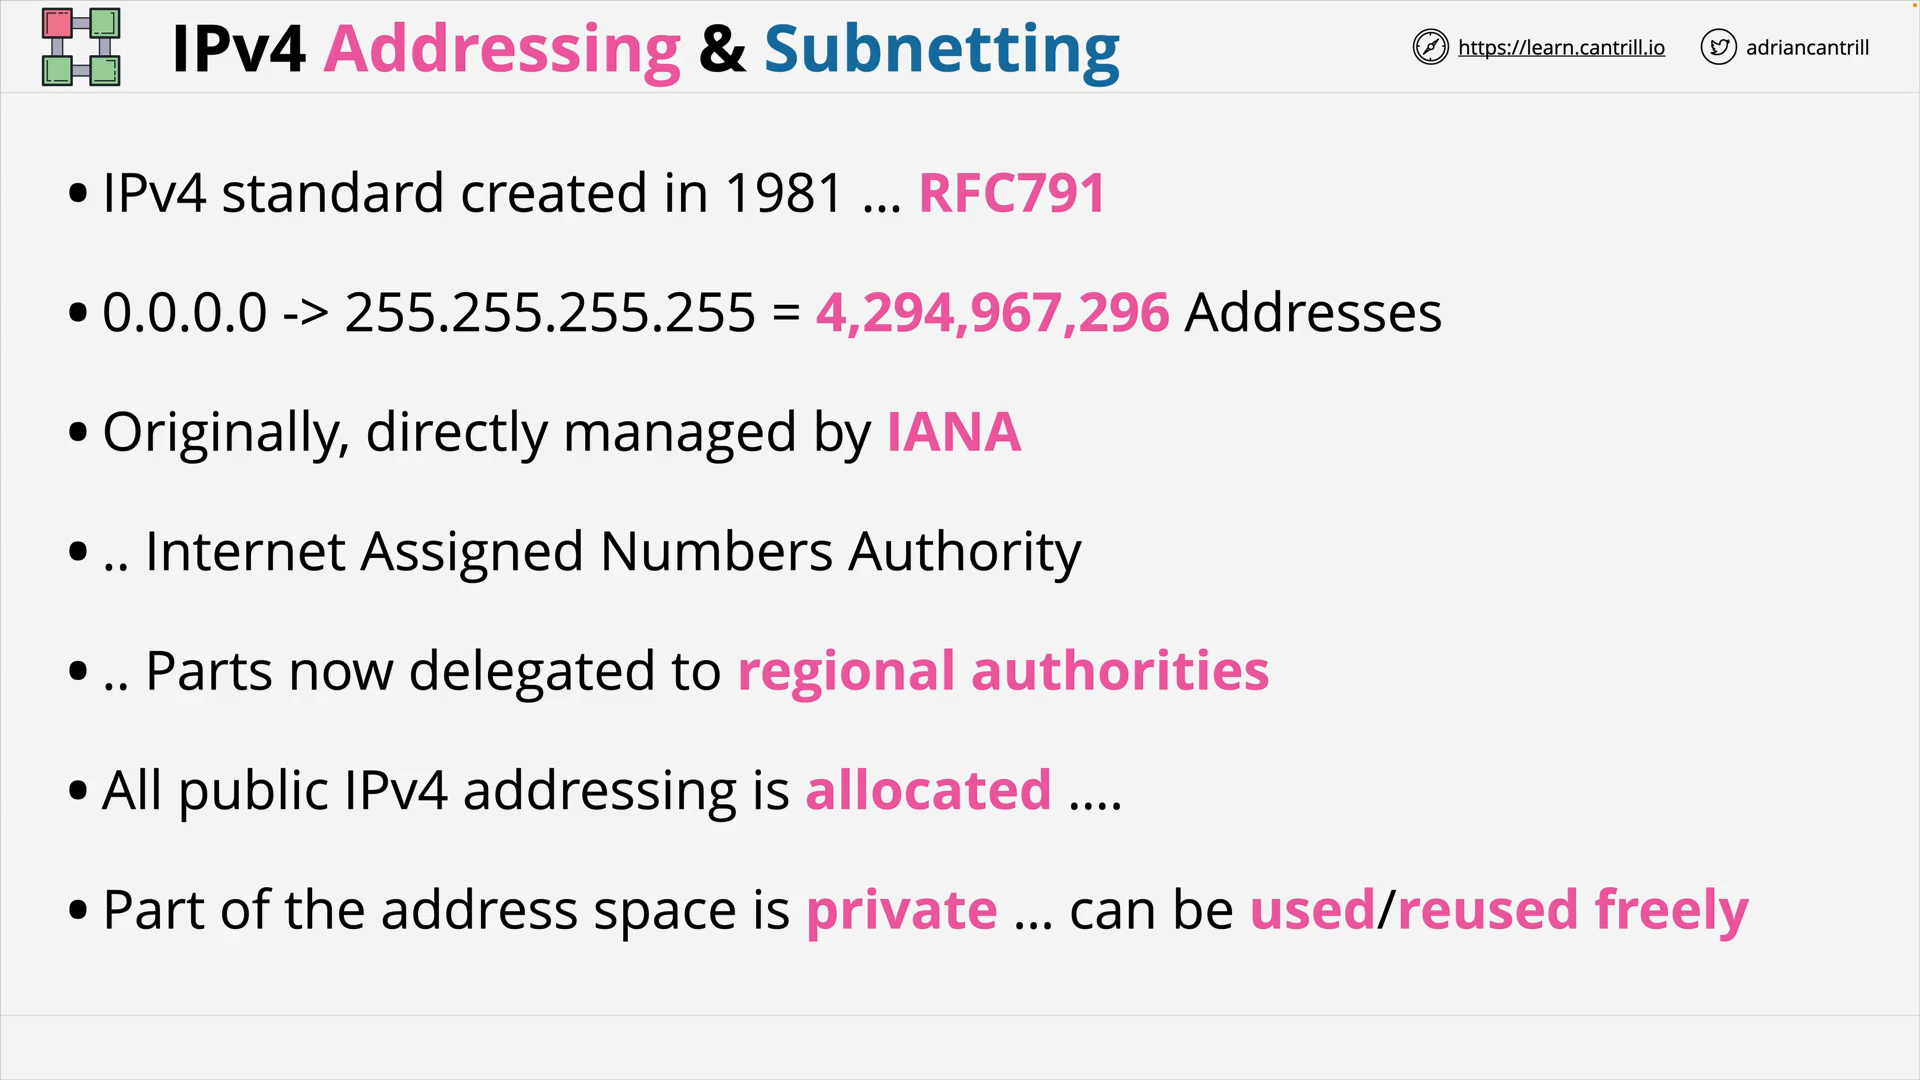 IPv4 Addressing & Subnetting
https://learn.cantrill.io
adriancantrill
• IPv4 standard created in 1981 ... RFC791
• 0.0.0.0 -> 255.255.255.255 = 4,294,967,296 Addresses
• Originally, directly managed by IANA
• .. Internet Assigned Numbers Authority
• .. Parts now delegated to regional authorities
• All public IPv4 addressing is allocated ....
• Part of the address space is private ... can be used/reused freely